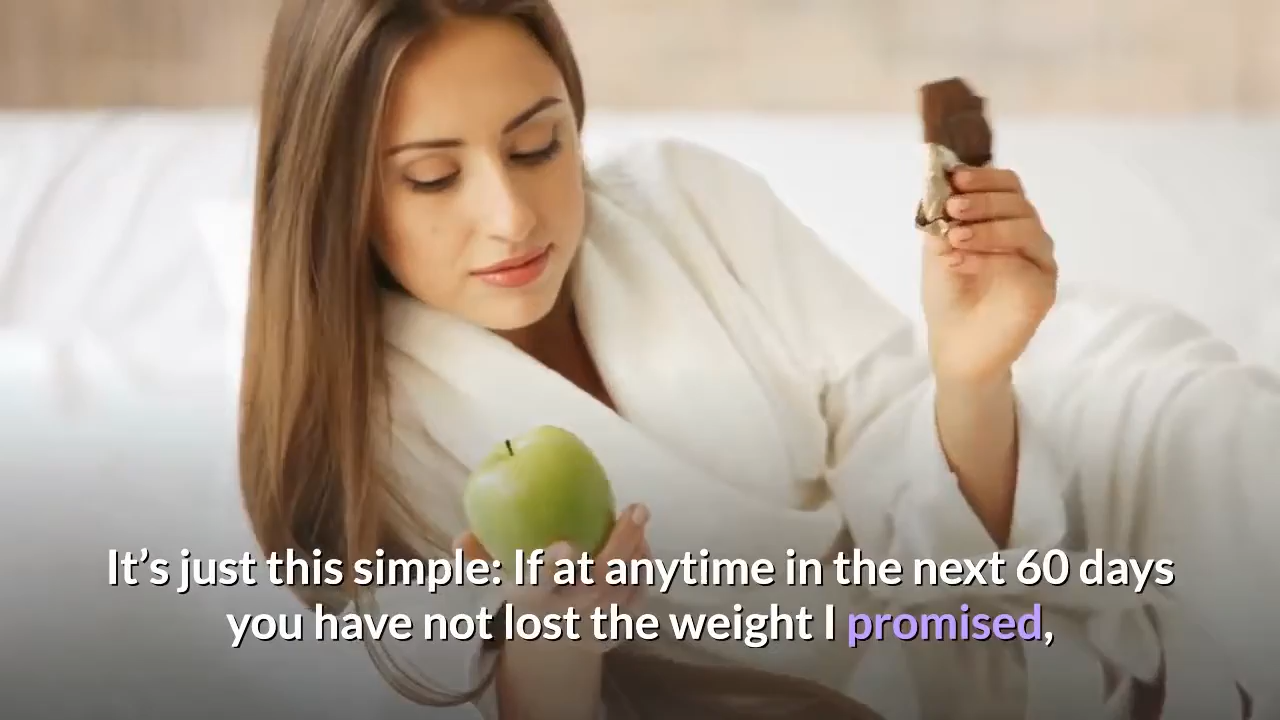 It’s just this simple: If at anytime in the next 60 days
you have not lost the weight I promised,